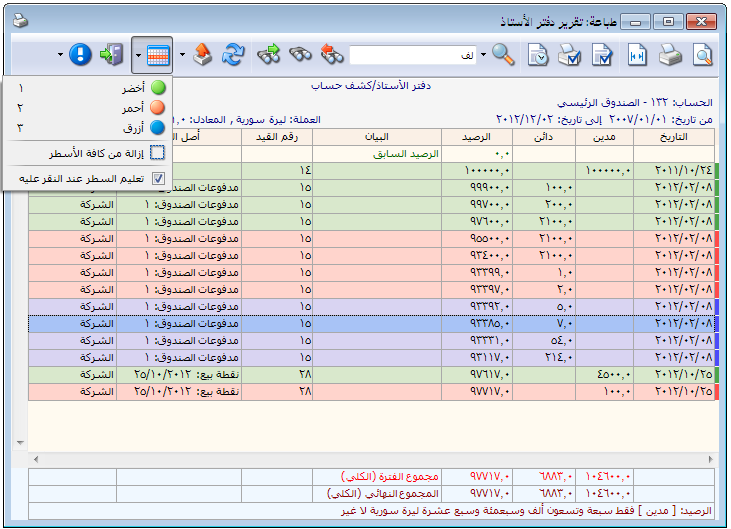 طباعة: تقرير دفتر الأستاذ
لف
دفتر الأستاذ/كشف حساب
الحساب: ١٣٢ - الصندوق الرئيسي
من تاريخ: ٢٠٠٧/٠١/٠١ إلى تاريخ: ٢٠١٢/١٢/٠٢ العملة: ليرة سورية , المعادل:
أخضر ١
أحمر ٢
أزرق ٣
إزالة من كافة الأسطر
تعليم السطر عند النقر عليه
التاريخ مدين دائن الرصيد البيان رقم القيد أصل
٠,٠ الرصيد السابق
٢٠١١/١٠/٢٤ ١٠٠٠٠٠,٠ ١٠٠٠٠٠,٠ ١٤
٢٠١٢/٠٢/٠٨ ١٠٠,٠ ٩٩٩٠٠,٠ ١٥ مدفوعات الصندوق: ١ الشركة
٢٠١٢/٠٢/٠٨ ٢٠٠,٠ ٩٩٧٠٠,٠ ١٥ مدفوعات الصندوق: ١ الشركة
٢٠١٢/٠٢/٠٨ ٢١٠٠,٠ ٩٧٦٠٠,٠ ١٥ مدفوعات الصندوق: ١ الشركة
٢٠١٢/٠٢/٠٨ ٢١٠٠,٠ ٩٥٥٠٠,٠ ١٥ مدفوعات الصندوق: ١ الشركة
٢٠١٢/٠٢/٠٨ ٢١٠٠,٠ ٩٣٤٠٠,٠ ١٥ مدفوعات الصندوق: ١ الشركة
٢٠١٢/٠٢/٠٨ ١,٠ ٩٣٣٩٩,٠ ١٥ مدفوعات الصندوق: ١ الشركة
٢٠١٢/٠٢/٠٨ ٢,٠ ٩٣٣٩٧,٠ ١٥ مدفوعات الصندوق: ١ الشركة
٢٠١٢/٠٢/٠٨ ٥,٠ ٩٣٣٩٢,٠ ١٥ مدفوعات الصندوق: ١ الشركة
٢٠١٢/٠٢/٠٨ ٧,٠ ٩٣٣٨٥,٠ ١٥ مدفوعات الصندوق: ١ الشركة
٢٠١٢/٠٢/٠٨ ٥٤,٠ ٩٣٣٣١,٠ ١٥ مدفوعات الصندوق: ١ الشركة
٢٠١٢/٠٢/٠٨ ٢١٤,٠ ٩٣١١٧,٠ ١٥ مدفوعات الصندوق: ١ الشركة
٢٠١٢/١٠/٢٥ ٤٥٠٠,٠ ٩٧٦١٧,٠ ٢٨ نقطة بيع: ٢٥/١٠/٢٠١٢ الشركة
٢٠١٢/١٠/٢٥ ١٠٠,٠ ٩٧٧١٧,٠ ٢٨ نقطة بيع: ٢٥/١٠/٢٠١٢ الشركة
١٠٤٦٠٠,٠ ٦٨٨٣,٠ ٩٧٧١٧,٠ مجموع الفترة (الكلي)
١٠٤٦٠٠,٠ ٦٨٨٣,٠ ٩٧٧١٧,٠ المجموع النهائي (الكلي)
الرصيد: [ مدين ] فقط سبعة وتسعون ألف وسبعمئة وسبع عشرة ليرة سورية لا غير